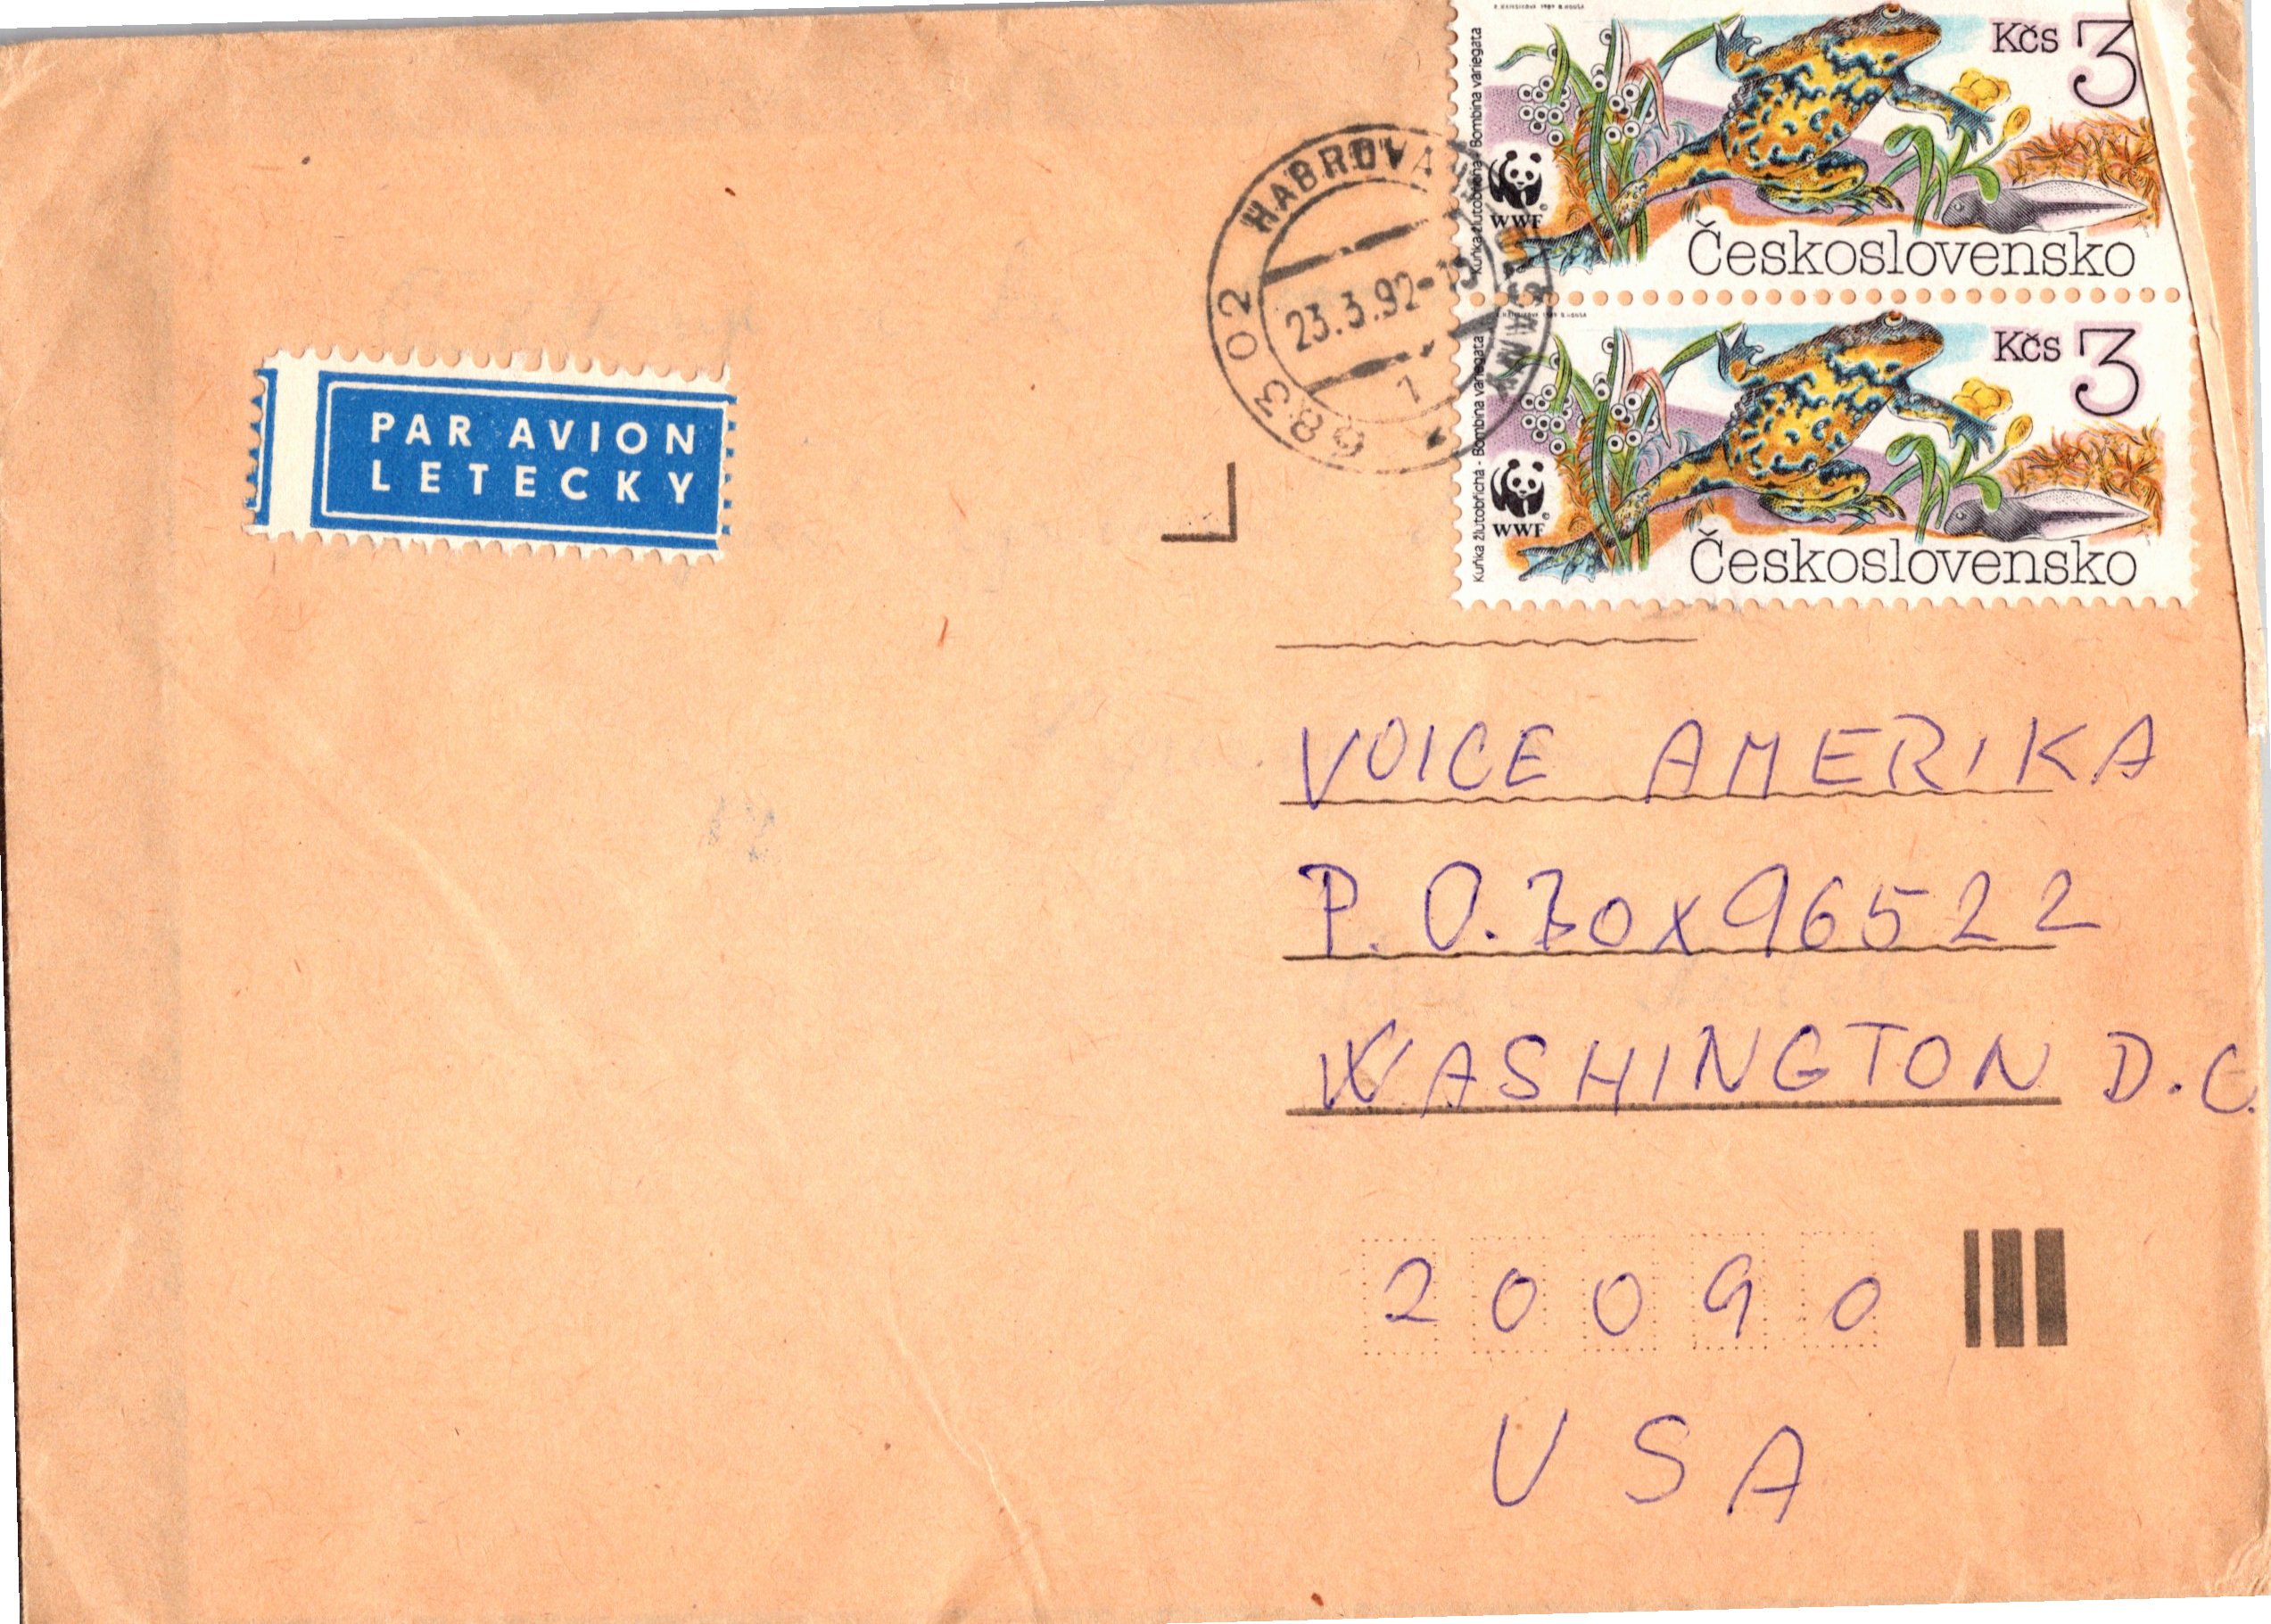 Kčs 3
Kuňka žlutobřichá - Bombina variegata
WWF
Československo
Kčs 3
Kuňka žlutobřichá - Bombina variegata
WWF
Československo
683 02 HABROVANY
23.3.92
1
PAR AVION
LETECKY
VOICE AMERIKA
P.O.Box 96522
WASHINGTON D.C.
20090
USA